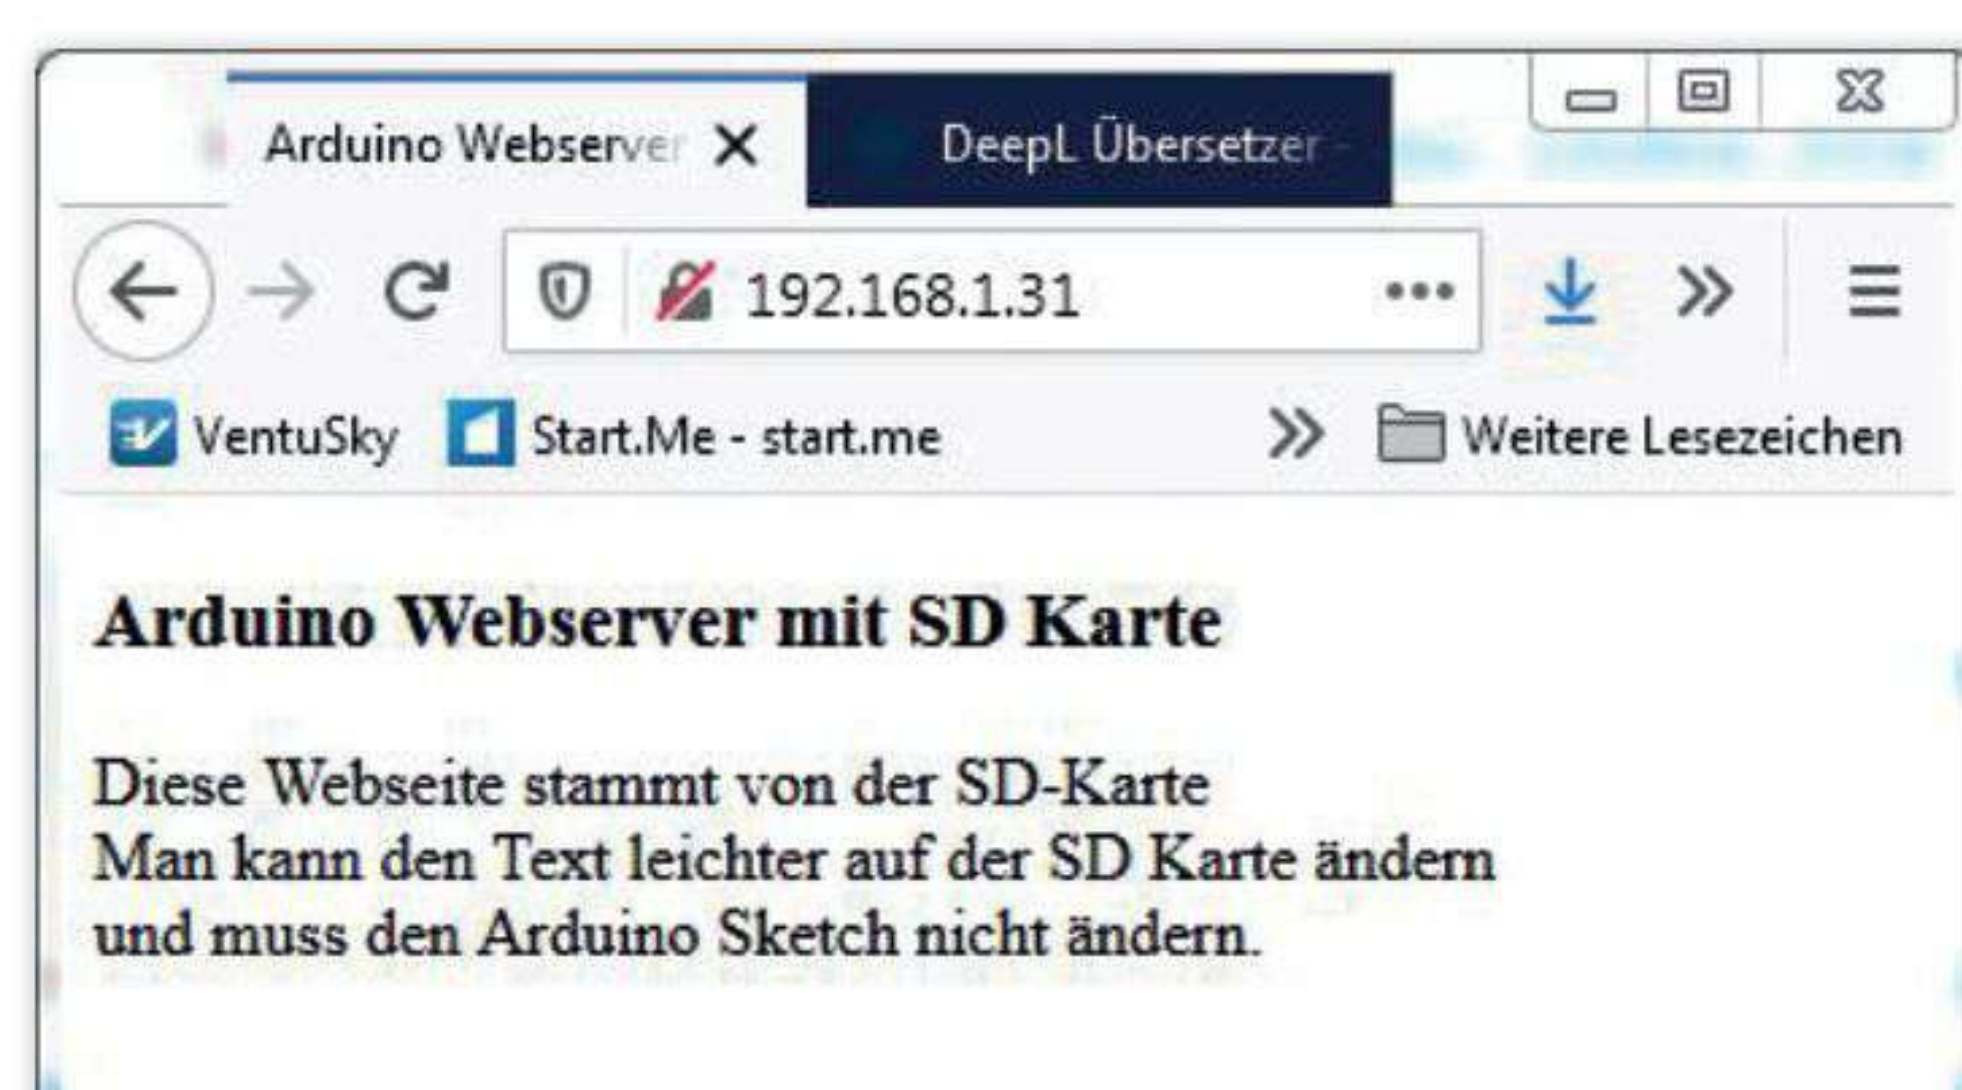 Arduino Webserver
DeepL Übersetzer -
192.168.1.31
VentuSky Start.Me - start.me Weitere Lesezeichen
Arduino Webserver mit SD Karte
Diese Webseite stammt von der SD-Karte
Man kann den Text leichter auf der SD Karte ändern
und muss den Arduino Sketch nicht ändern.